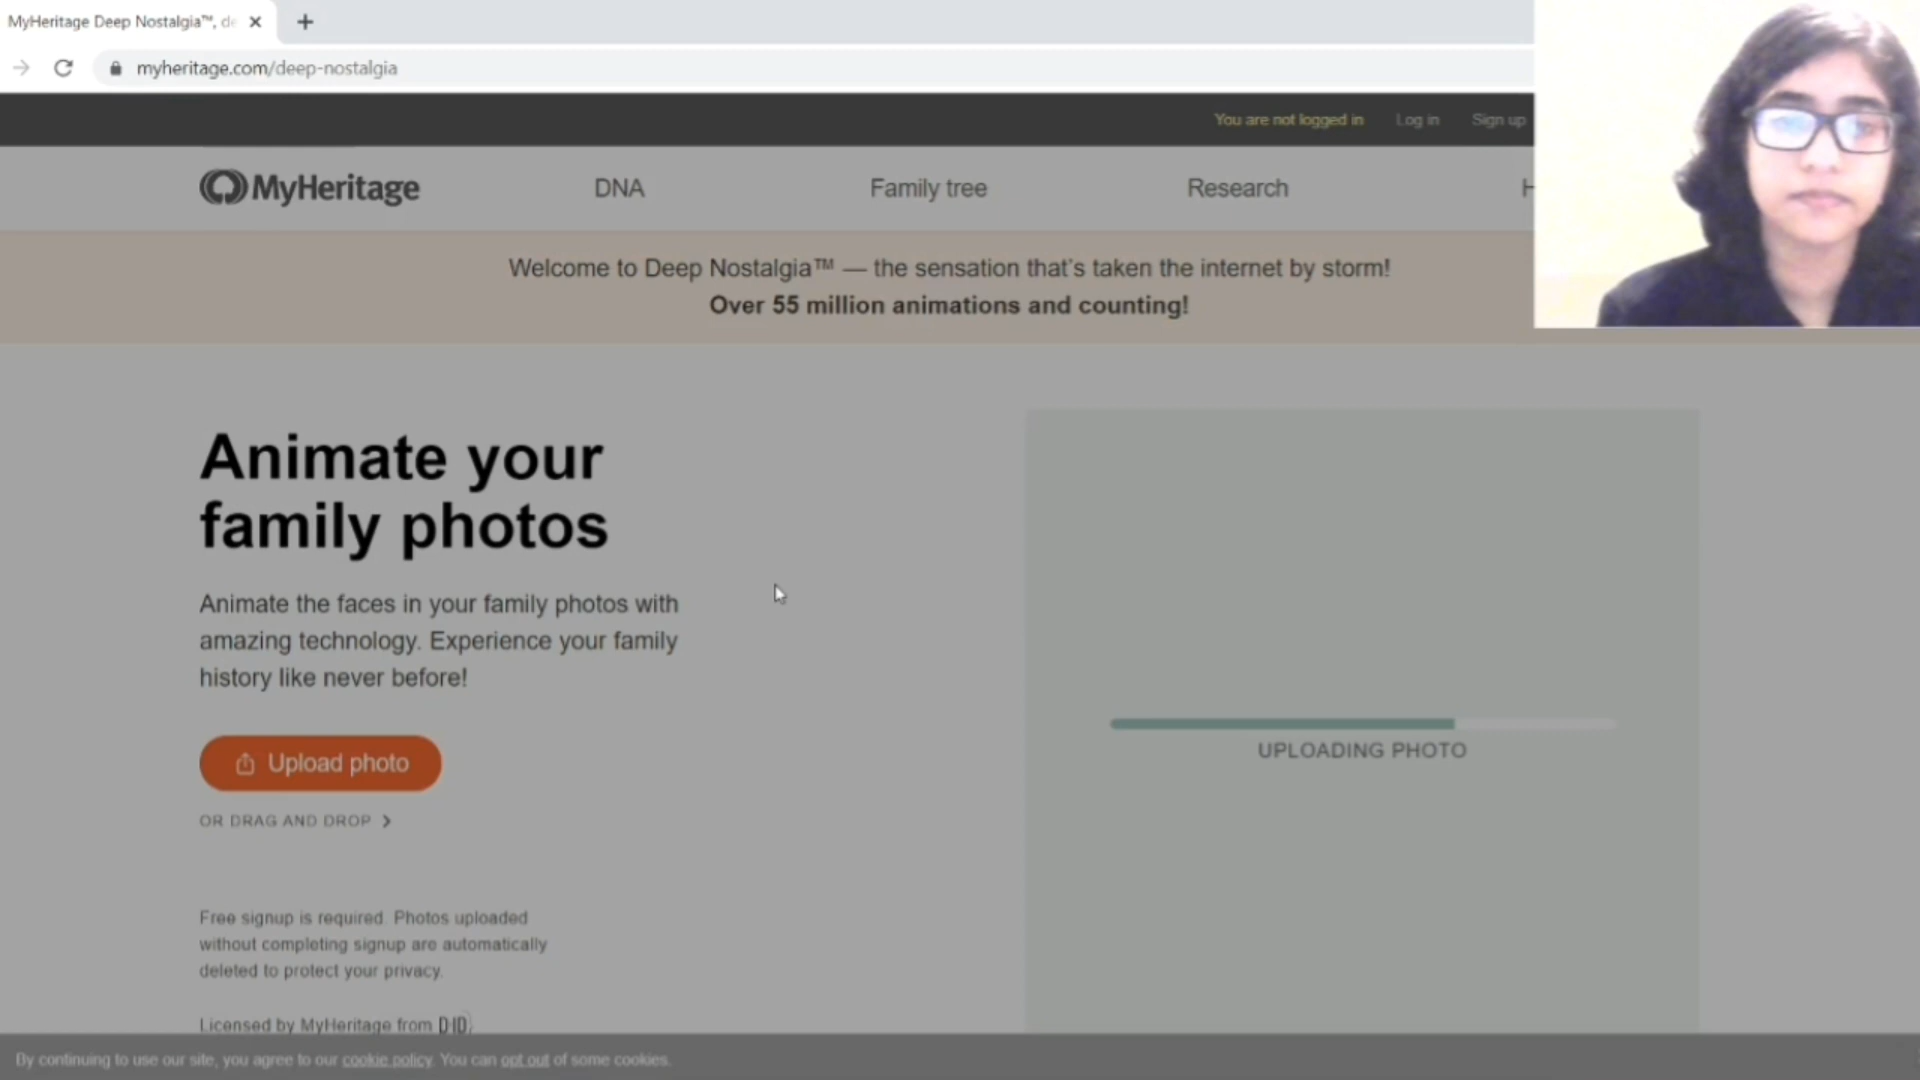 MyHeritage Deep Nostalgia™, de
myheritage.com/deep-nostalgia
You are not logged in Log in Sign up
MyHeritage DNA Family tree Research H
Welcome to Deep Nostalgia™ — the sensation that's taken the internet by storm!
Over 55 million animations and counting!
Animate your
family photos
Animate the faces in your family photos with
amazing technology. Experience your family
history like never before!
Upload photo
OR DRAG AND DROP
UPLOADING PHOTO
Free signup is required. Photos uploaded
without completing signup are automatically
deleted to protect your privacy.
Licensed by MyHeritage from D-ID
By continuing to use our site, you agree to our cookie policy. You can opt out of some cookies.